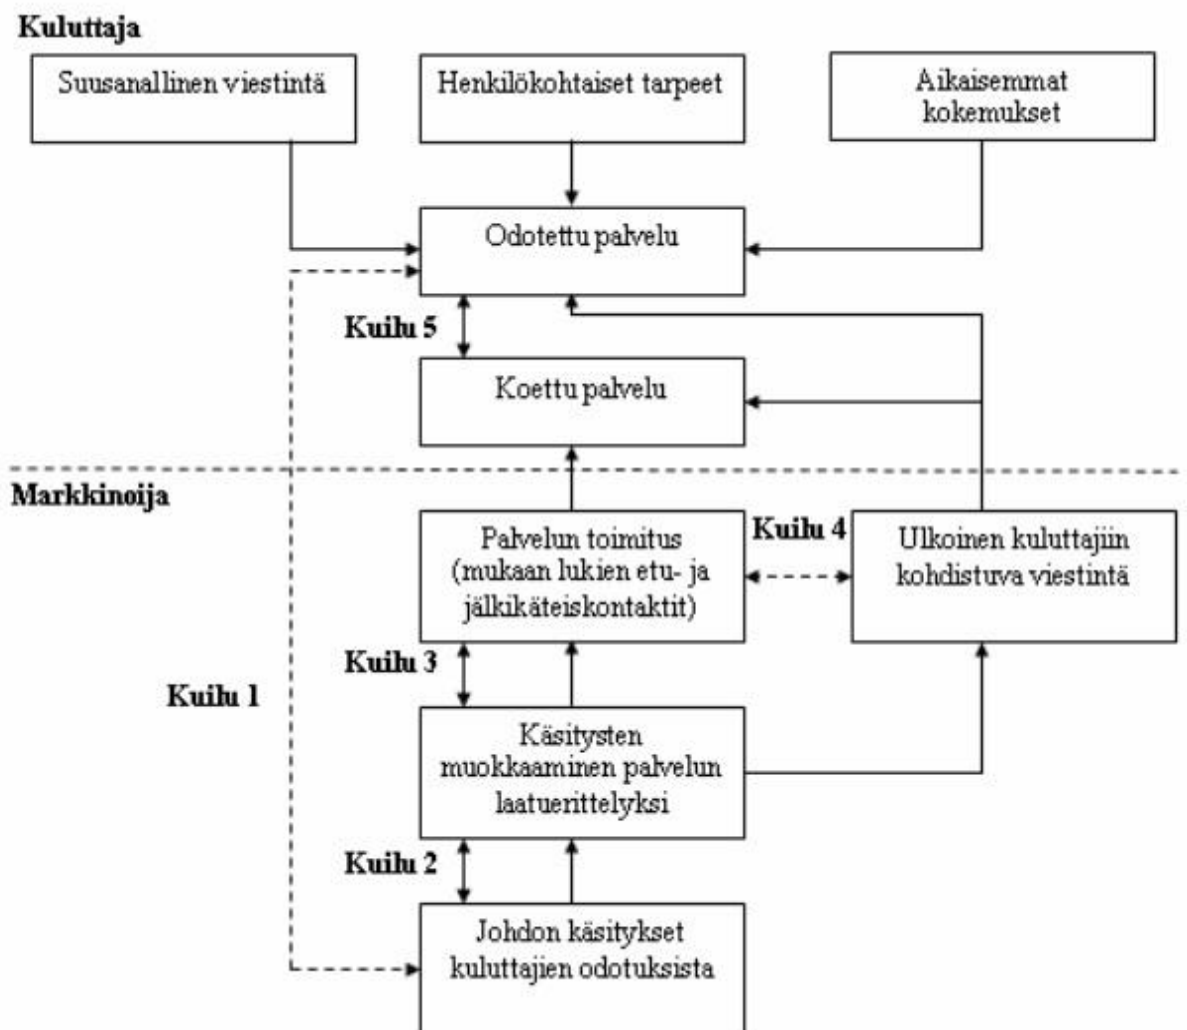 Kuluttaja
Suusanallinen viestintä
Henkilökohtaiset tarpeet
Aikaisemmat
kokemukset
Odotettu palvelu
Kuilu 5
Koettu palvelu
Markkinoija
Palvelun toimitus
(mukaan lukien etu- ja
jälkikäteiskontaktit)
Kuilu 4
Ulkoinen kuluttajiin
kohdistuva viestintä
Kuilu 3
Kuilu 1
Käsitysten
muokkaaminen palvelun
laatuerittelyksi
Kuilu 2
Johdon käsitykset
kuluttajien odotuksista